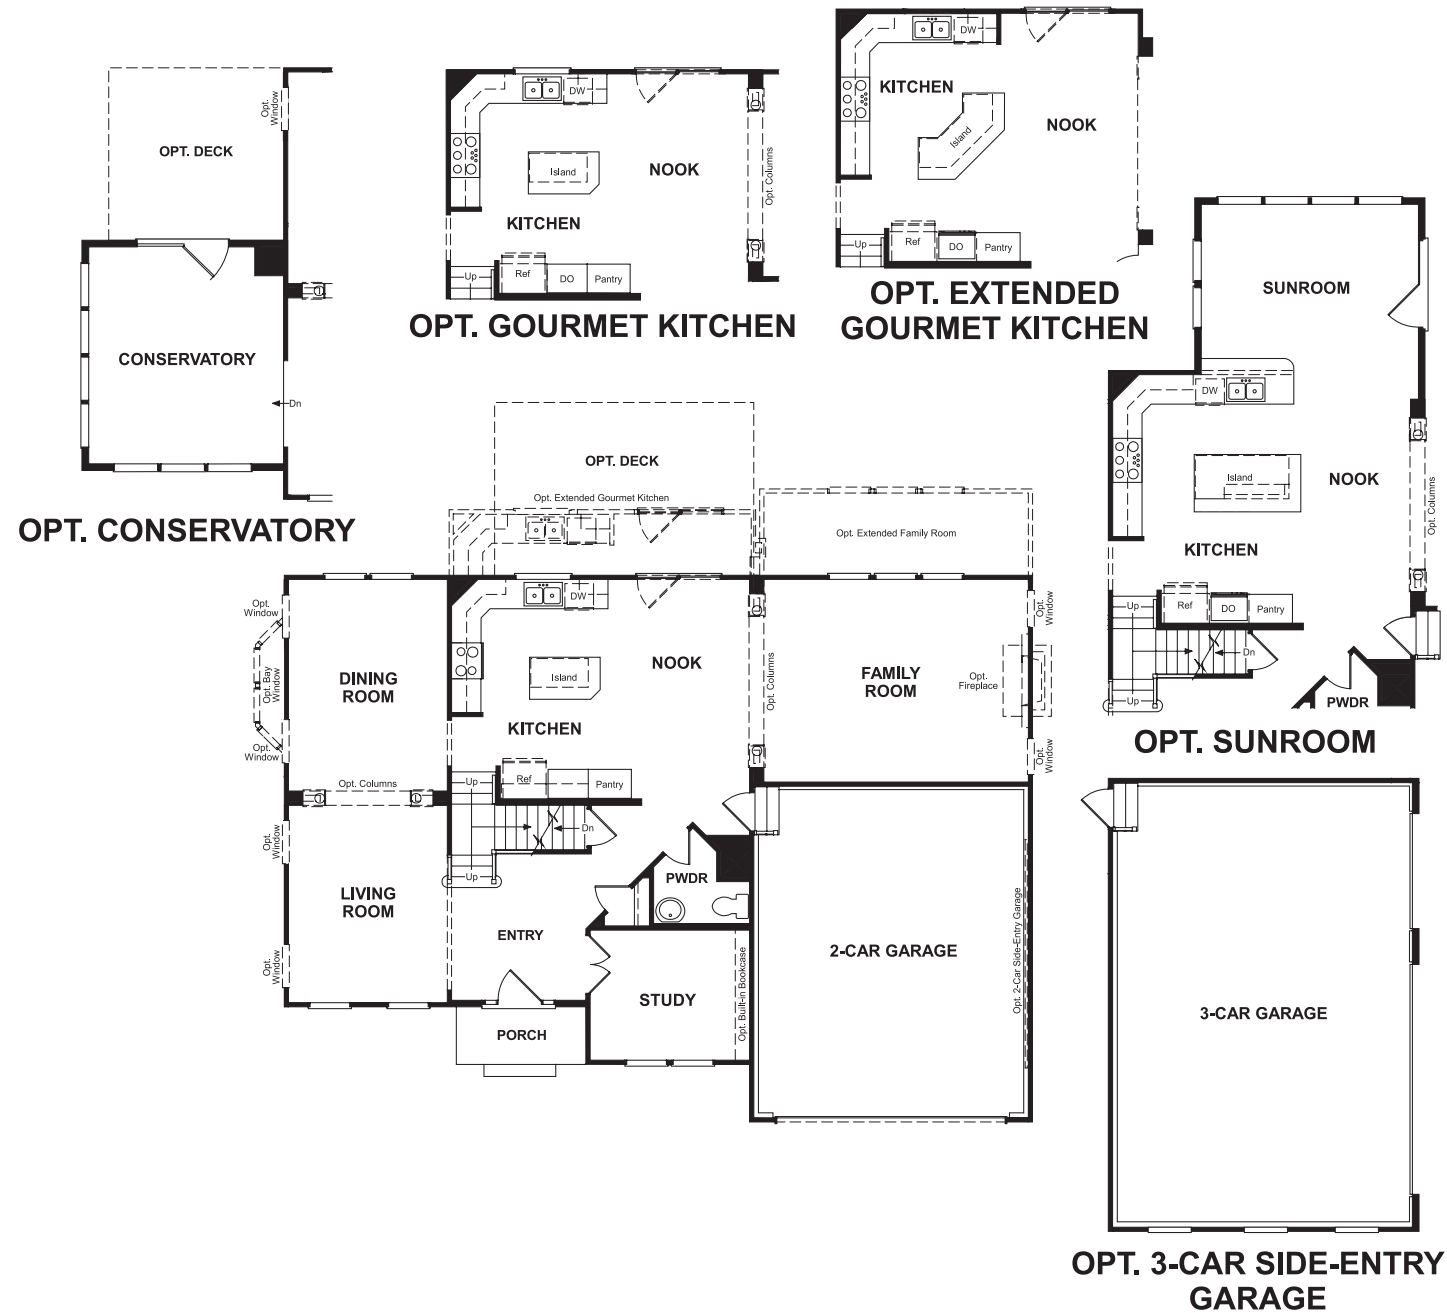 OPT. DECK
Opt.
Window
CONSERVATORY
Dn
OPT. CONSERVATORY
DW
Island
NOOK
Opt. Columns
KITCHEN
Up
Ref
DO
Pantry
OPT. GOURMET KITCHEN
DW
KITCHEN
Island
NOOK
Up
Ref
DO
Pantry
OPT. EXTENDED
GOURMET KITCHEN
SUNROOM
DW
Island
NOOK
Opt. Columns
KITCHEN
Up
Ref
DO
Pantry
Dn
Up
PWDR
OPT. SUNROOM
OPT. DECK
Opt. Extended Gourmet Kitchen
Opt. Extended Family Room
Opt.
Window
Opt. Bay
Window
Opt.
Window
DINING
ROOM
DW
Island
NOOK
KITCHEN
Opt. Columns
FAMILY
ROOM
Opt.
Fireplace
Opt.
Window
Opt.
Window
Opt. Columns
Up
Ref
Pantry
Dn
Up
Opt.
Window
LIVING
ROOM
Opt.
Window
PWDR
ENTRY
STUDY
Opt. Built-in Bookcase
PORCH
2-CAR GARAGE
Opt. 2-Car Side-Entry Garage
3-CAR GARAGE
OPT. 3-CAR SIDE-ENTRY
GARAGE